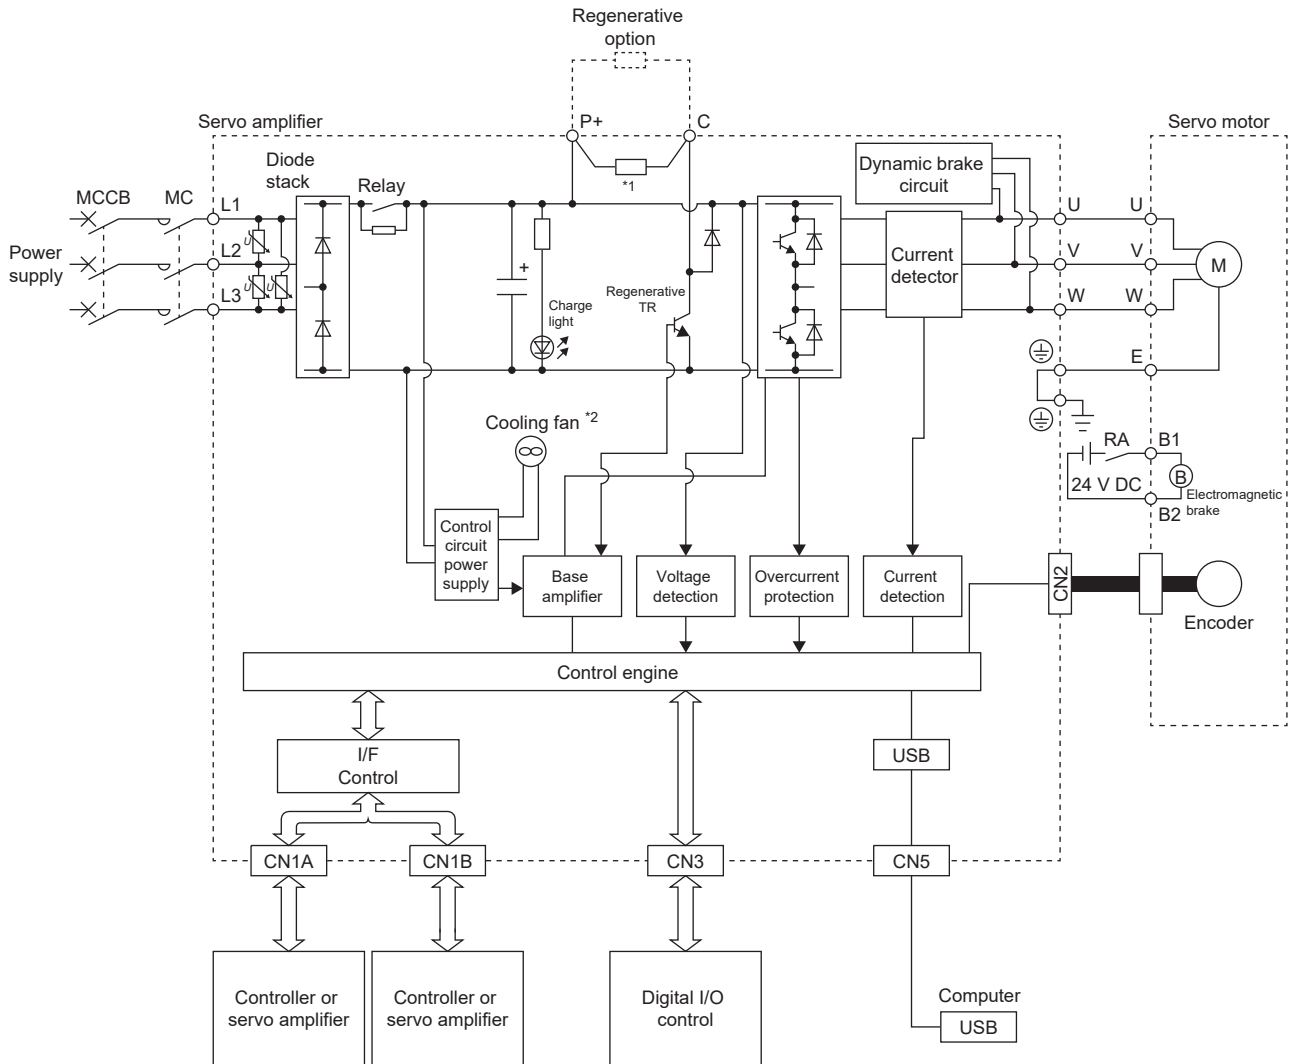 Regenerative
option
Servo amplifier
P+
C
Servo motor
Diode
stack
Relay
*1
Dynamic brake
circuit
MCCB
MC
L1
U
U
Power
supply
U
L2
Current
detector
V
V
M
U
U
L3
+
Charge
light
Regenerative
TR
W
W
E
Cooling fan *2
RA
B1
24 V DC
B
Electromagnetic
brake
B2
Control
circuit
power
supply
Base
amplifier
Voltage
detection
Overcurrent
protection
Current
detection
CN2
Encoder
Control engine
I/F
Control
USB
CN1A
CN1B
CN3
CN5
Controller or
servo amplifier
Controller or
servo amplifier
Digital I/O
control
Computer
USB